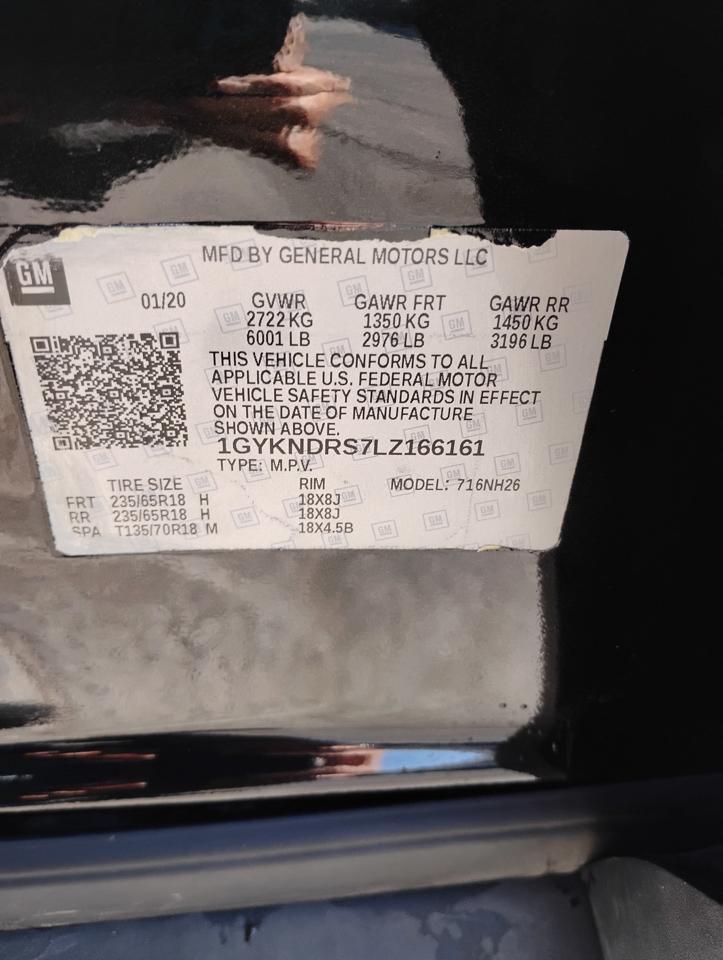 GM
MFD BY GENERAL MOTORS LLC
01/20 GVWR GAWR FRT GAWR RR
2722 KG 1350 KG 1450 KG
6001 LB 2976 LB 3196 LB
THIS VEHICLE CONFORMS TO ALL
APPLICABLE U.S. FEDERAL MOTOR
VEHICLE SAFETY STANDARDS IN EFFECT
ON THE DATE OF MANUFACTURE
SHOWN ABOVE.
1GYKNDRS7LZ166161
TYPE: M.P.V.
TIRE SIZE RIM MODEL: 716NH26
FRT 235/65R18 H 18X8J
RR 235/65R18 H 18X8J
SPA T135/70R18 M 18X4.5B